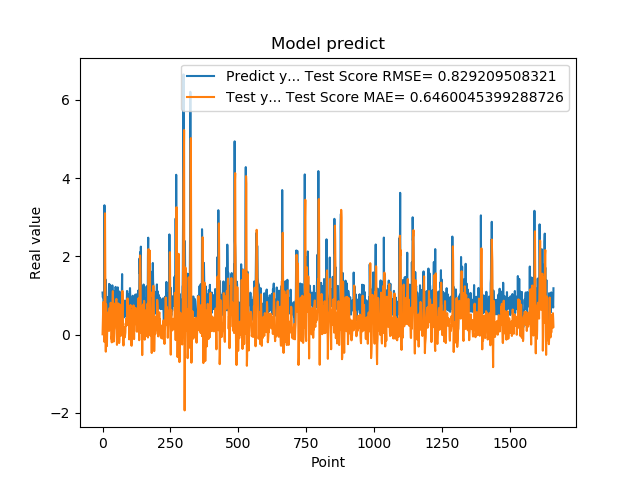 Model predict
Predict y... Test Score RMSE= 0.829209508321
Test y... Test Score MAE= 0.6460045399288726
Real value
6
4
2
0
−2
0 250 500 750 1000 1250 1500
Point